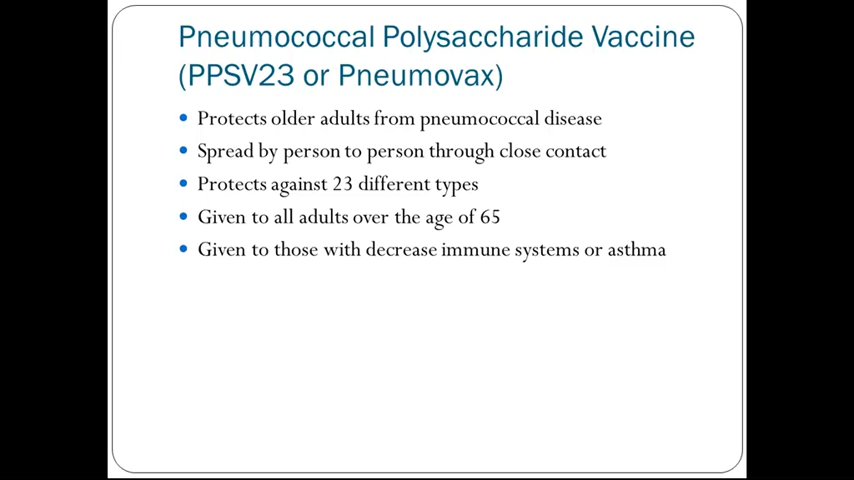 Pneumococcal Polysaccharide Vaccine
(PPSV23 or Pneumovax)
• Protects older adults from pneumococcal disease
• Spread by person to person through close contact
• Protects against 23 different types
• Given to all adults over the age of 65
• Given to those with decrease immune systems or asthma